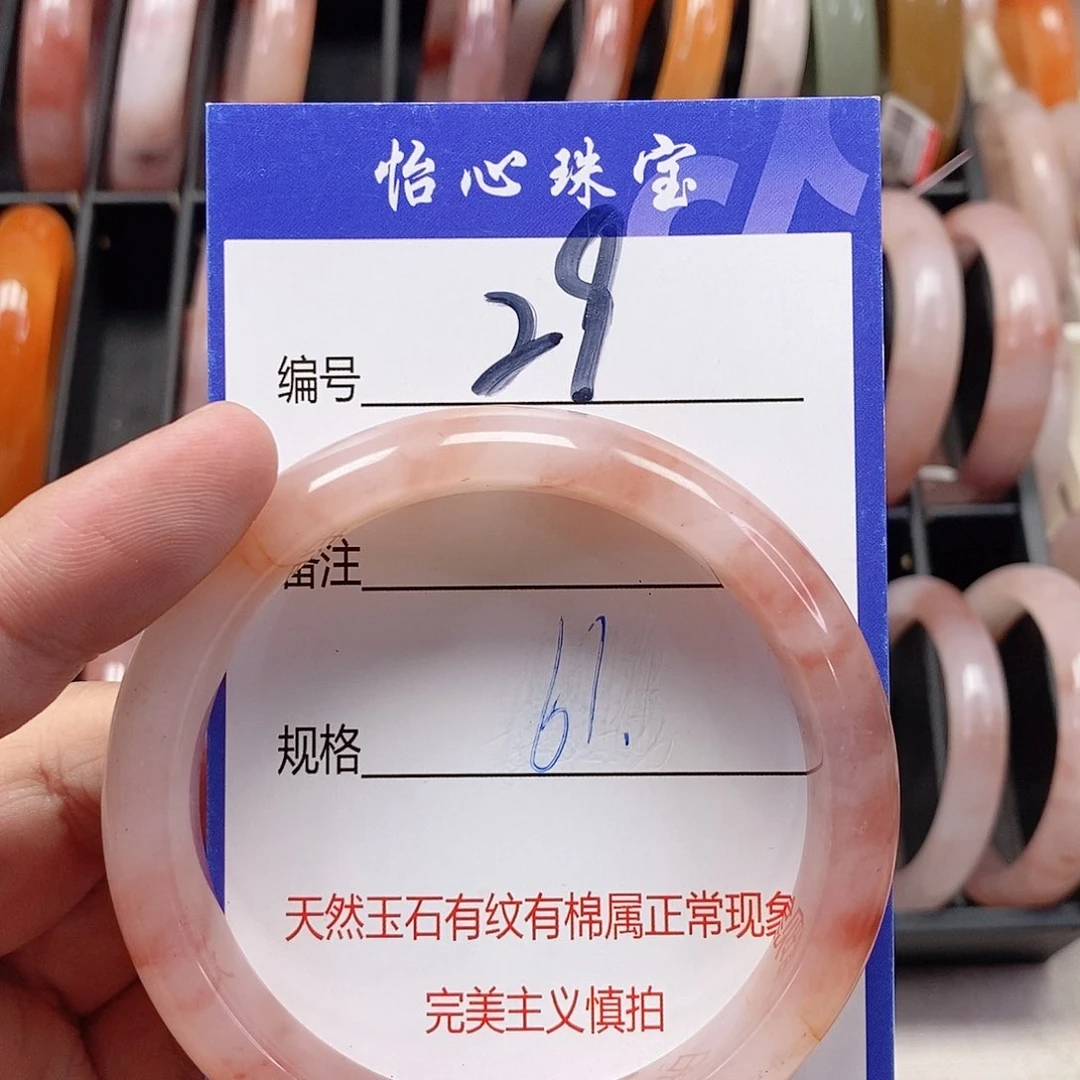 怡心珠宝
编号 29
备注
规格 61.
天然玉石有纹有棉属正常现象
完美主义慎拍